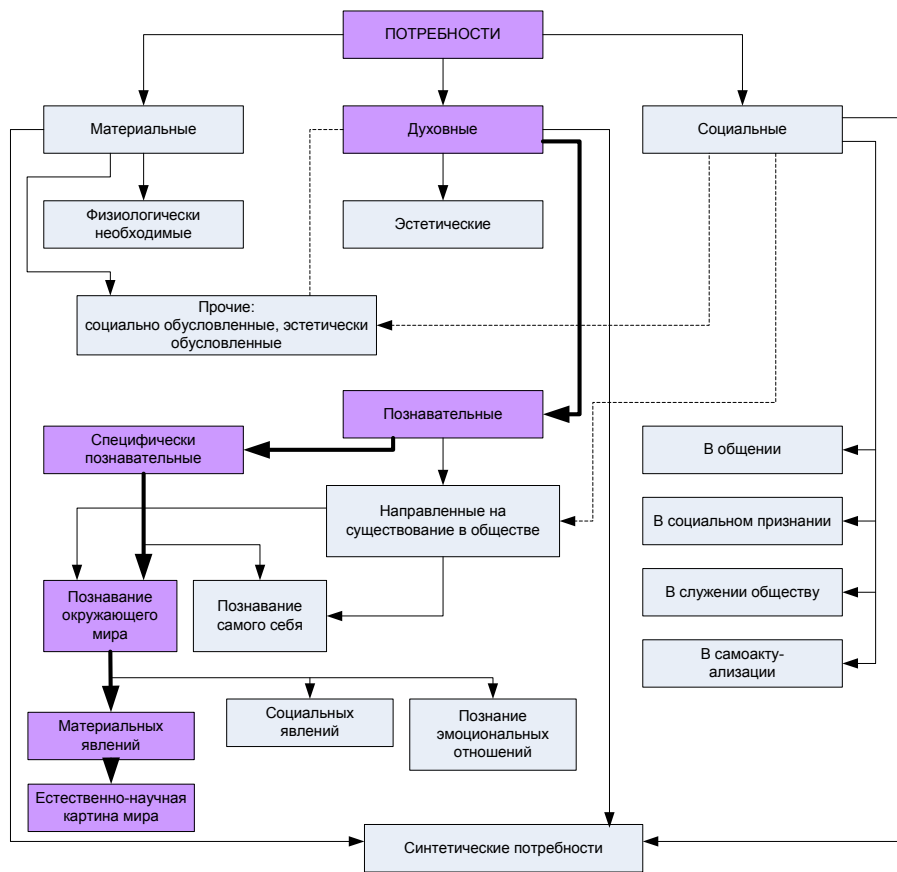 ПОТРЕБНОСТИ
Материальные
Духовные
Социальные
Физиологически
необходимые
Эстетические
Прочие:
социально обусловленные, эстетически
обусловленные
Познавательные
Специфически
познавательные
В общении
Направленные на
существование в обществе
В социальном признании
Познавание
окружающего
мира
Познавание
самого себя
В служении обществу
В самоакту-
ализации
Материальных
явлений
Социальных
явлений
Познание
эмоциональных
отношений
Естественно-научная
картина мира
Синтетические потребности